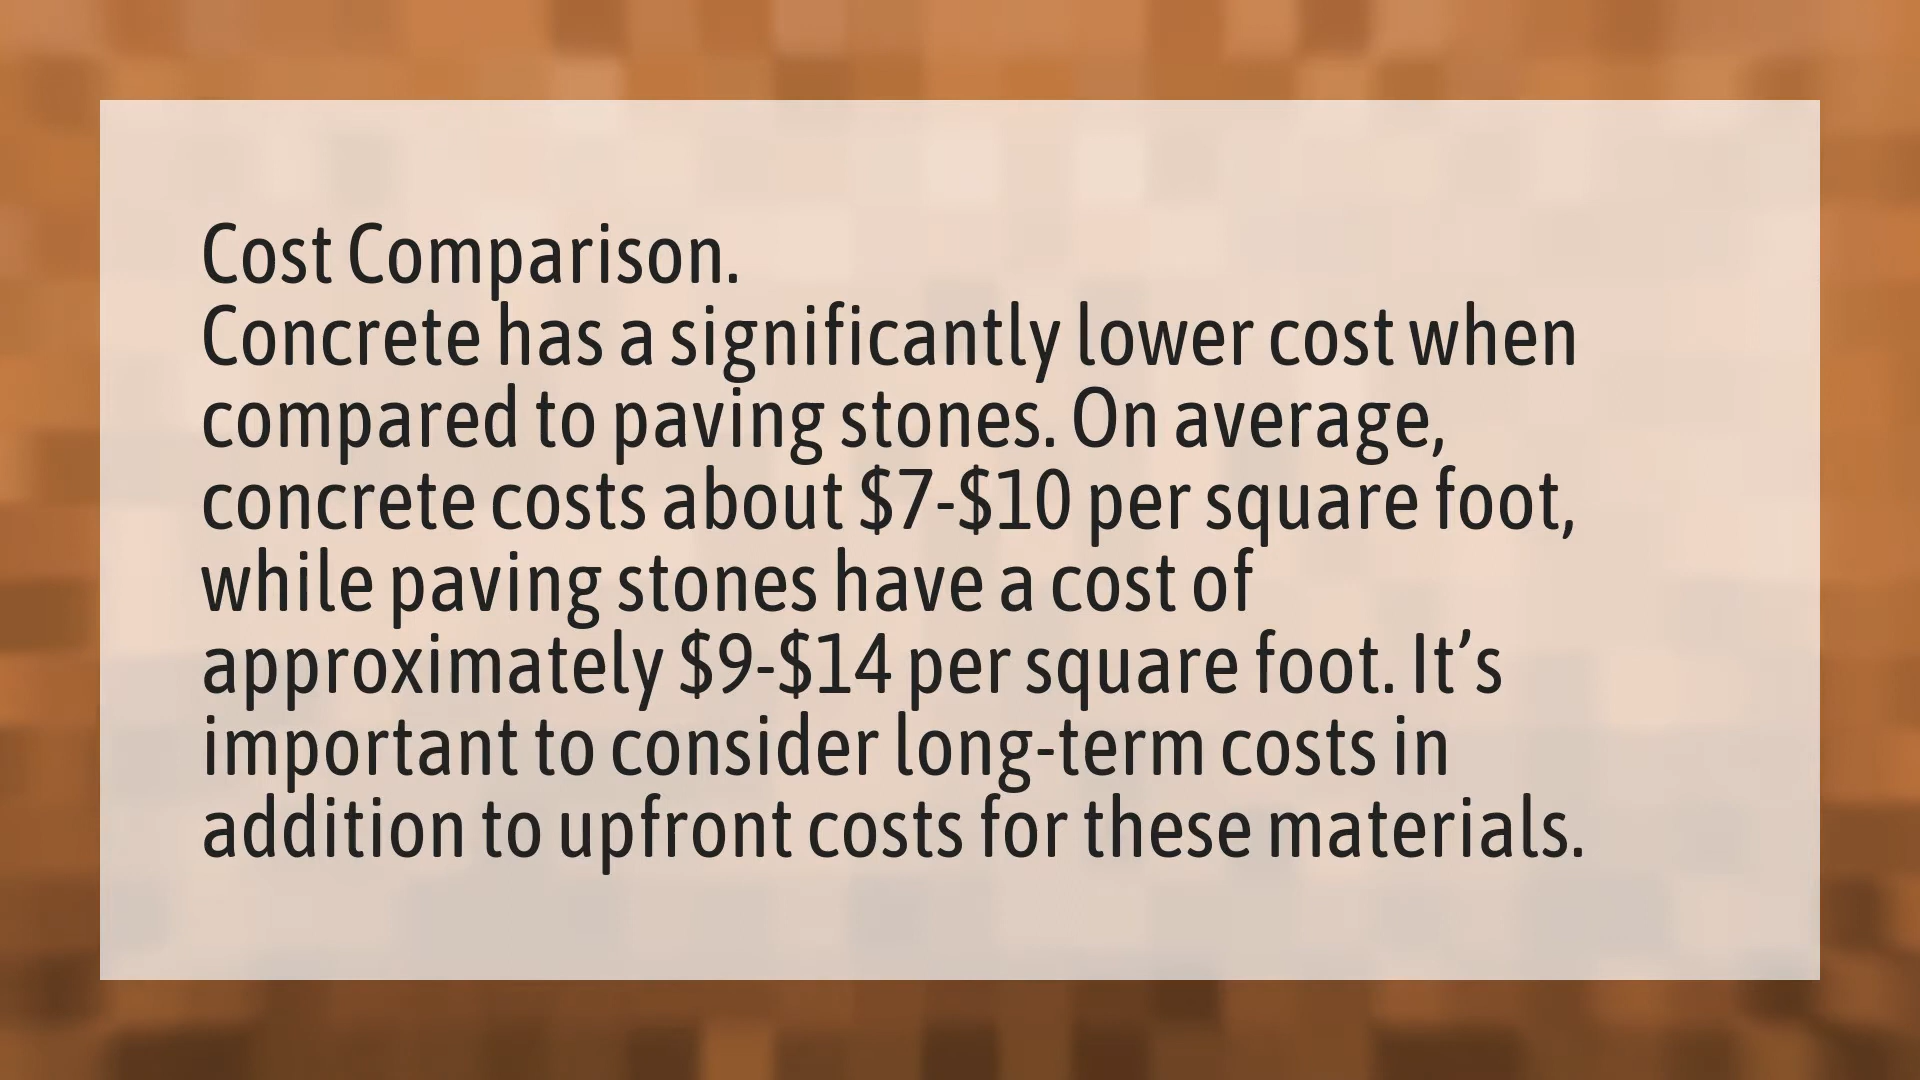 Cost Comparison.
Concrete has a significantly lower cost when
compared to paving stones. On average,
concrete costs about $7-$10 per square foot,
while paving stones have a cost of
approximately $9-$14 per square foot. It’s
important to consider long-term costs in
addition to upfront costs for these materials.